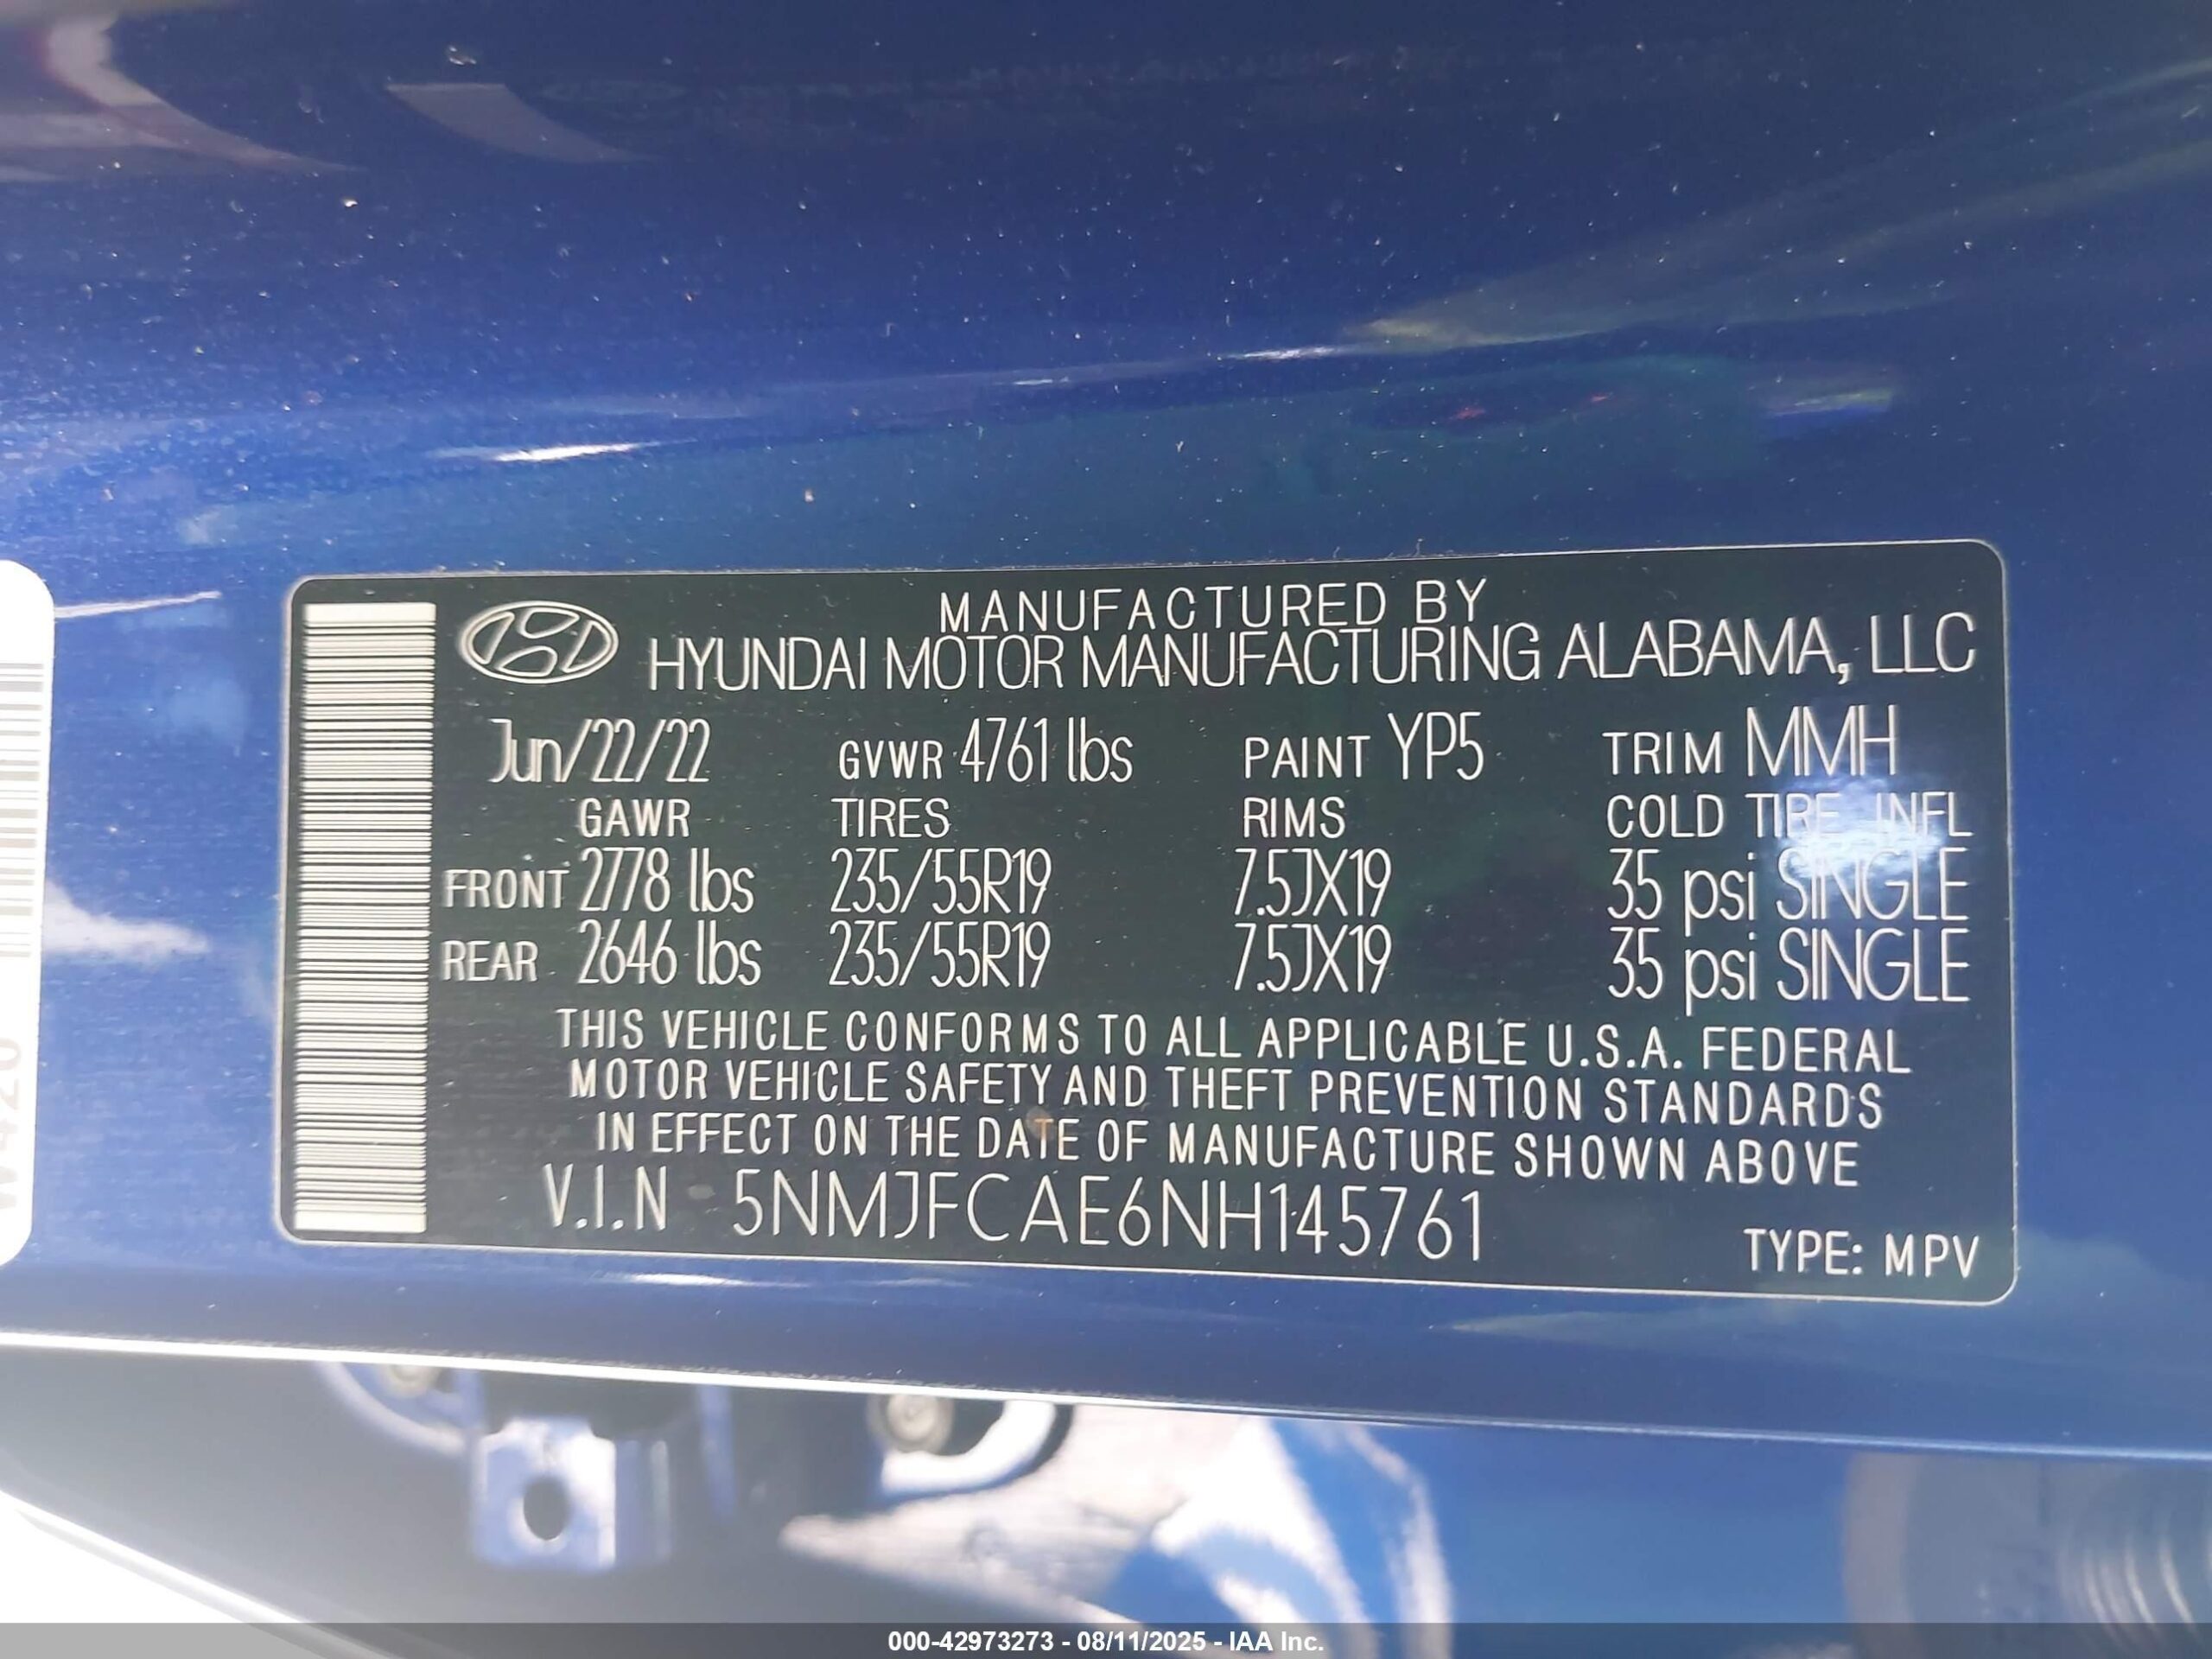 MANUFACTURED BY
HYUNDAI MOTOR MANUFACTURING ALABAMA, LLC
Jun/22/22 GVWR 4761 lbs PAINT YP5 TRIM MMH
GAWR TIRES RIMS COLD TIRE INFL
FRONT 2778 lbs 235/55R19 7.5JX19 35 psi SINGLE
REAR 2646 lbs 235/55R19 7.5JX19 35 psi SINGLE
THIS VEHICLE CONFORMS TO ALL APPLICABLE U.S.A. FEDERAL
MOTOR VEHICLE SAFETY AND THEFT PREVENTION STANDARDS
IN EFFECT ON THE DATE OF MANUFACTURE SHOWN ABOVE
V.I.N 5NMJFCAE6NH145761
TYPE: MPV
000-42973273 - 08/11/2025 - IAA Inc.